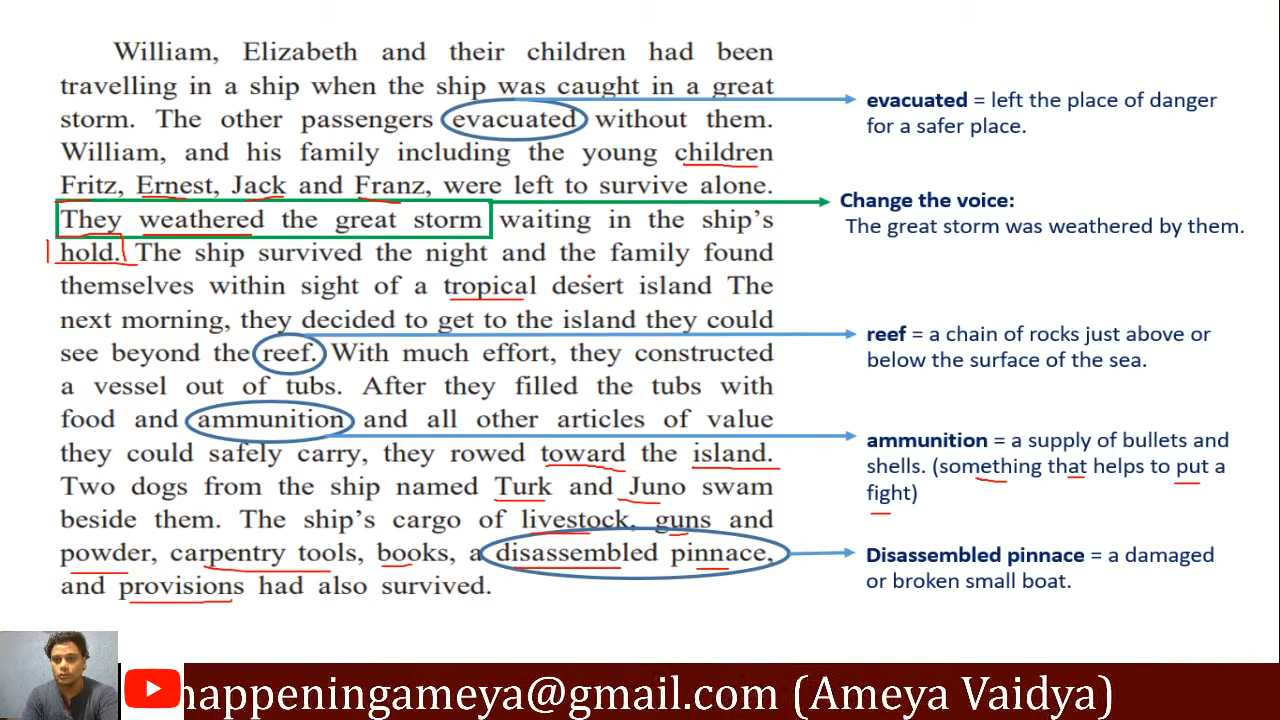 William, Elizabeth and their children had been
travelling in a ship when the ship was caught in a great
storm. The other passengers evacuated without them.
William, and his family including the young children
Fritz, Ernest, Jack and Franz, were left to survive alone.
They weathered the great storm waiting in the ship's
hold. The ship survived the night and the family found
themselves within sight of a tropical desert island The
next morning, they decided to get to the island they could
see beyond the reef. With much effort, they constructed
a vessel out of tubs. After they filled the tubs with
food and ammunition and all other articles of value
they could safely carry, they rowed toward the island.
Two dogs from the ship named Turk and Juno swam
beside them. The ship's cargo of livestock, guns and
powder, carpentry tools, books, a disassembled pinnace,
and provisions had also survived.
evacuated = left the place of danger
for a safer place.
Change the voice:
The great storm was weathered by them.
reef = a chain of rocks just above or
below the surface of the sea.
ammunition = a supply of bullets and
shells. (something that helps to put a
fight)
Disassembled pinnace = a damaged
or broken small boat.
happeningameya@gmail.com (Ameya Vaidya)